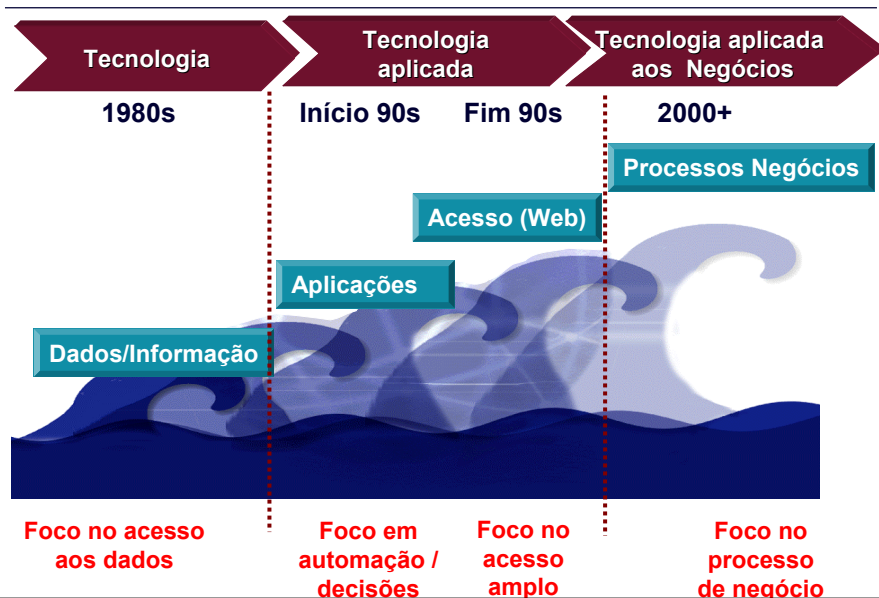 Tecnologia
Tecnologia
aplicada
Tecnologia aplicada
aos Negócios
1980s
Início 90s
Fim 90s
2000+
Processos Negócios
Acesso (Web)
Aplicações
Dados/Informação
Foco no acesso
aos dados
Foco em
automação /
decisões
Foco no
acesso
amplo
Foco no
processo
de negócio